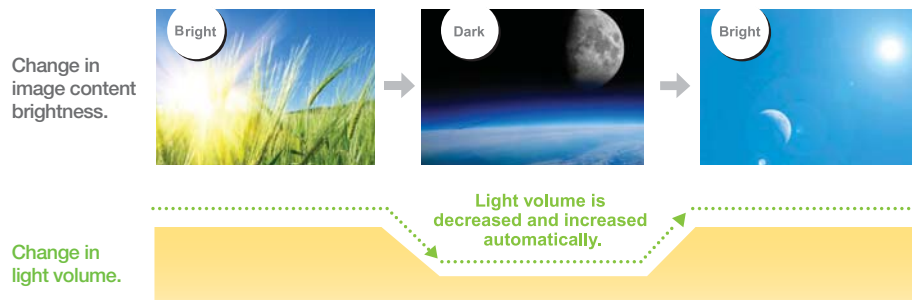 Bright
Dark
Bright
Change in
image content
brightness.
Light volume is
decreased and increased
automatically.
Change in
light volume.